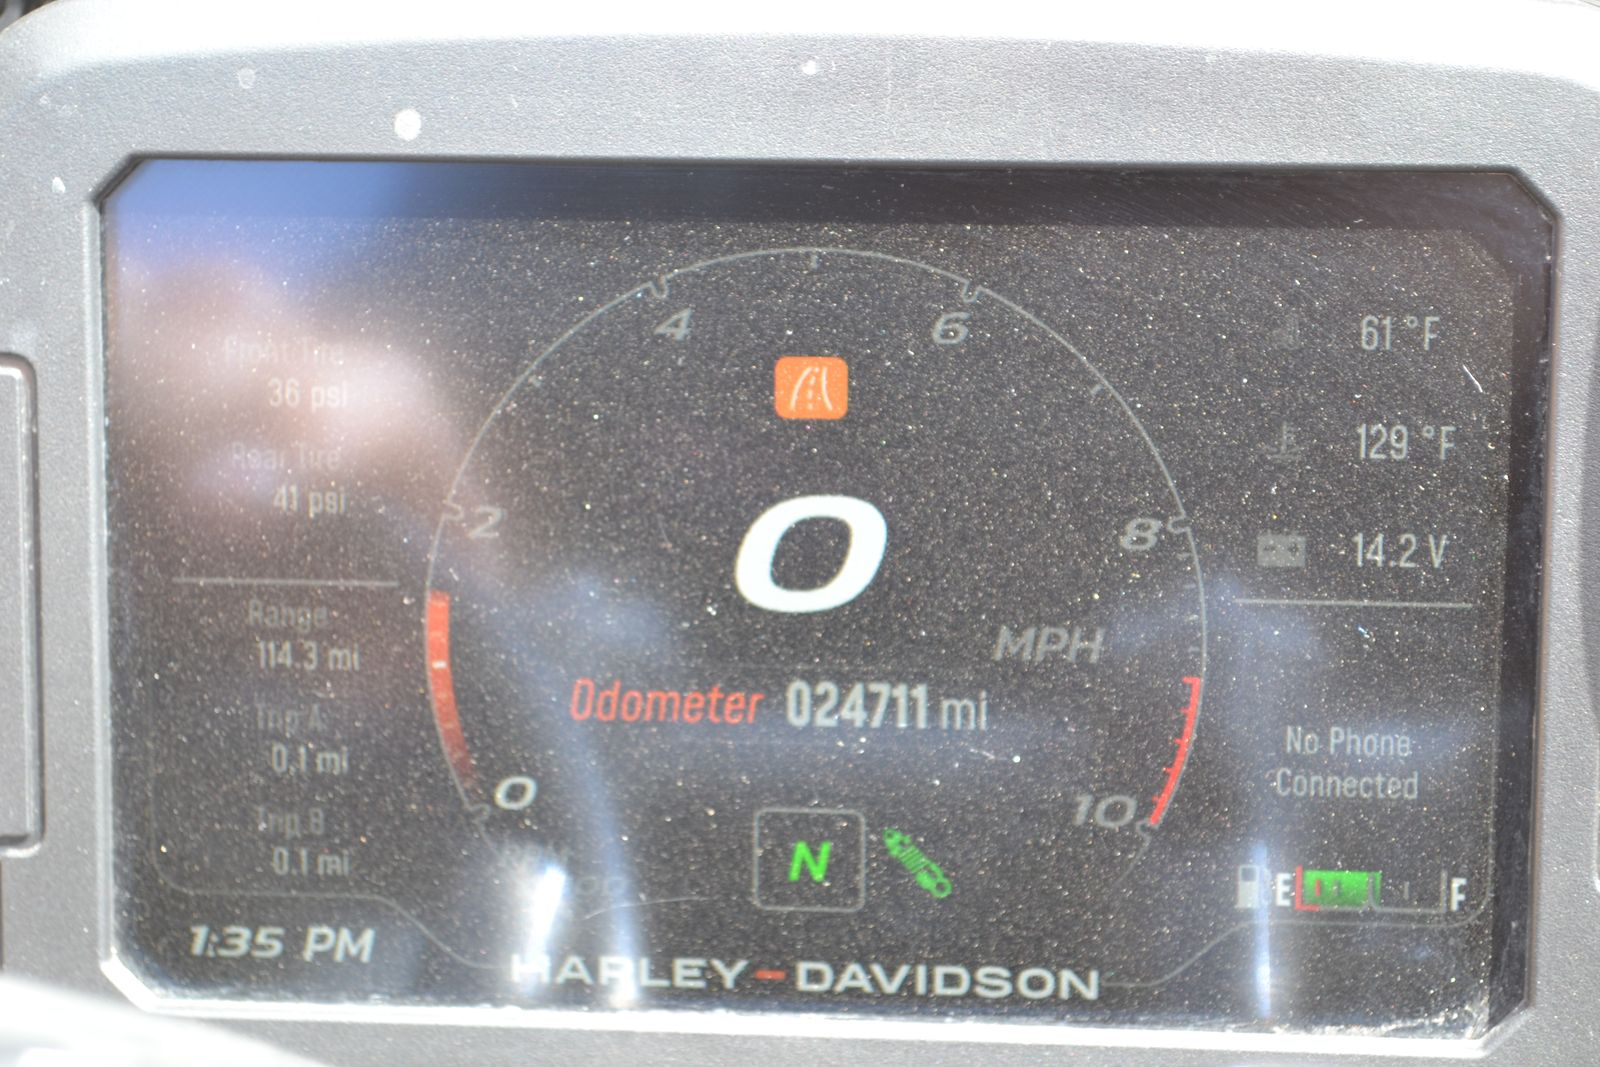 4
6
61 °F
Front Tire
36 psi
129 °F
Rear Tire
41 psi
2
8
0
14.2 V
Range
114.3 mi
MPH
Odometer 024711 mi
Trip A
0.1 mi
No Phone
Connected
0
10
Trip B
0.1 mi
N
E
F
1:35 PM
HARLEY-DAVIDSON